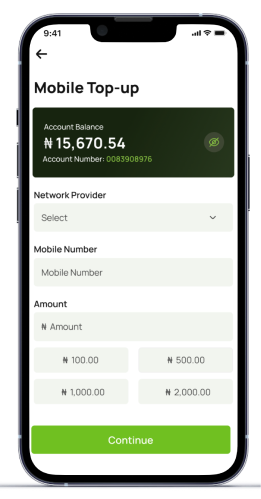 9:41
Mobile Top-up
Account Balance
₦ 15,670.54
Account Number: 0083908976
Network Provider
Select
Mobile Number
Mobile Number
Amount
₦ Amount
₦ 100.00 ₦ 500.00
₦ 1,000.00 ₦ 2,000.00
Continue